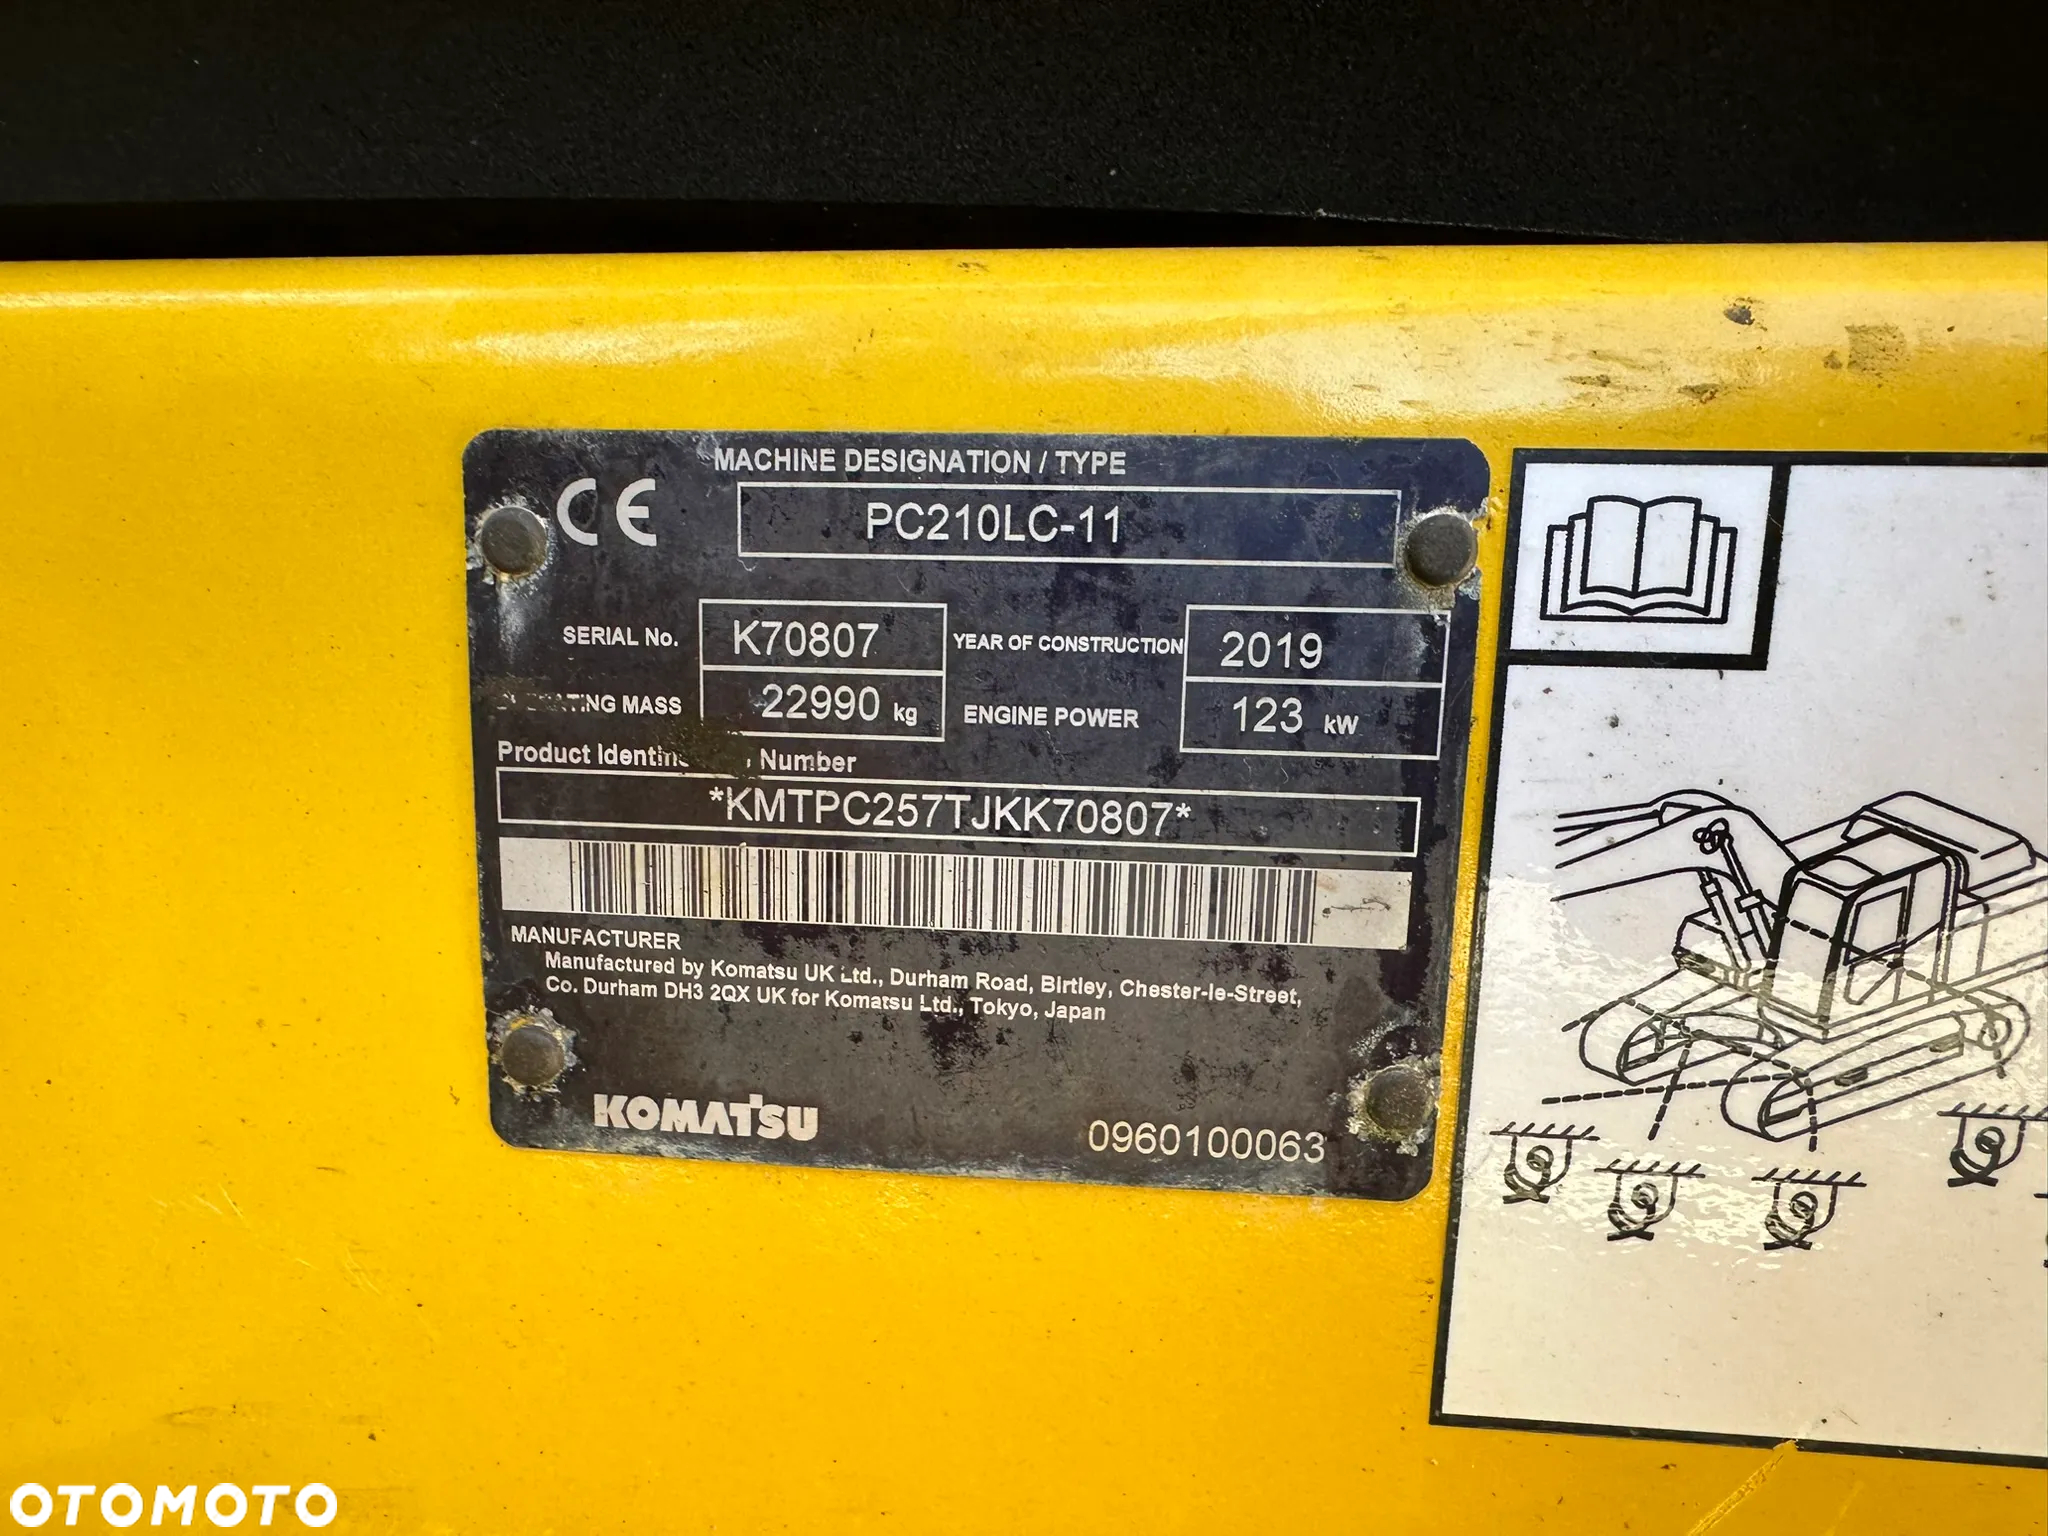 MACHINE DESIGNATION / TYPE
CE
PC210LC-11
SERIAL No. K70807 YEAR OF CONSTRUCTION 2019
MASS 22990 kg ENGINE POWER 123 kW
Product Number
*KMTPC257TJKK70807*
MANUFACTURER
Manufactured by Komatsu UK Ltd., Durham Road, Birtley, Chester-le-Street,
Co. Durham DH3 2QX UK for Komatsu Ltd., Tokyo, Japan
KOMATSU 0960100063
OTOMOTO